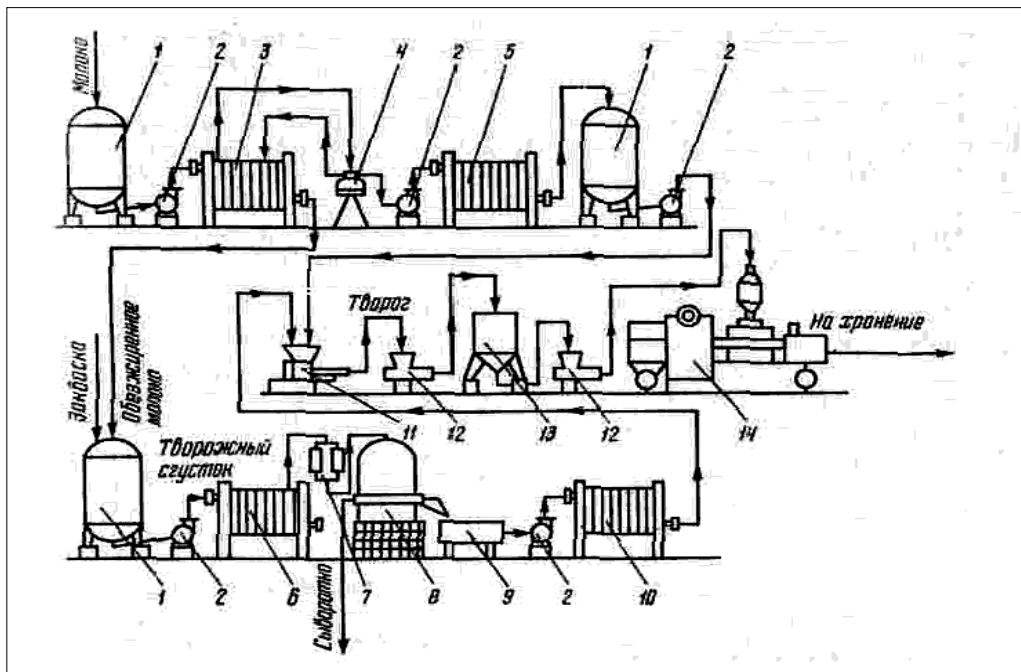 1 2 3 4 2 5 1 2
Молоко
Творог
На хранение
Закваска
Обезжиренное
молоко
11 12 13 12 14
Творожный
сгусток
Сыворотка
1 2 6 7 8 9 2 10